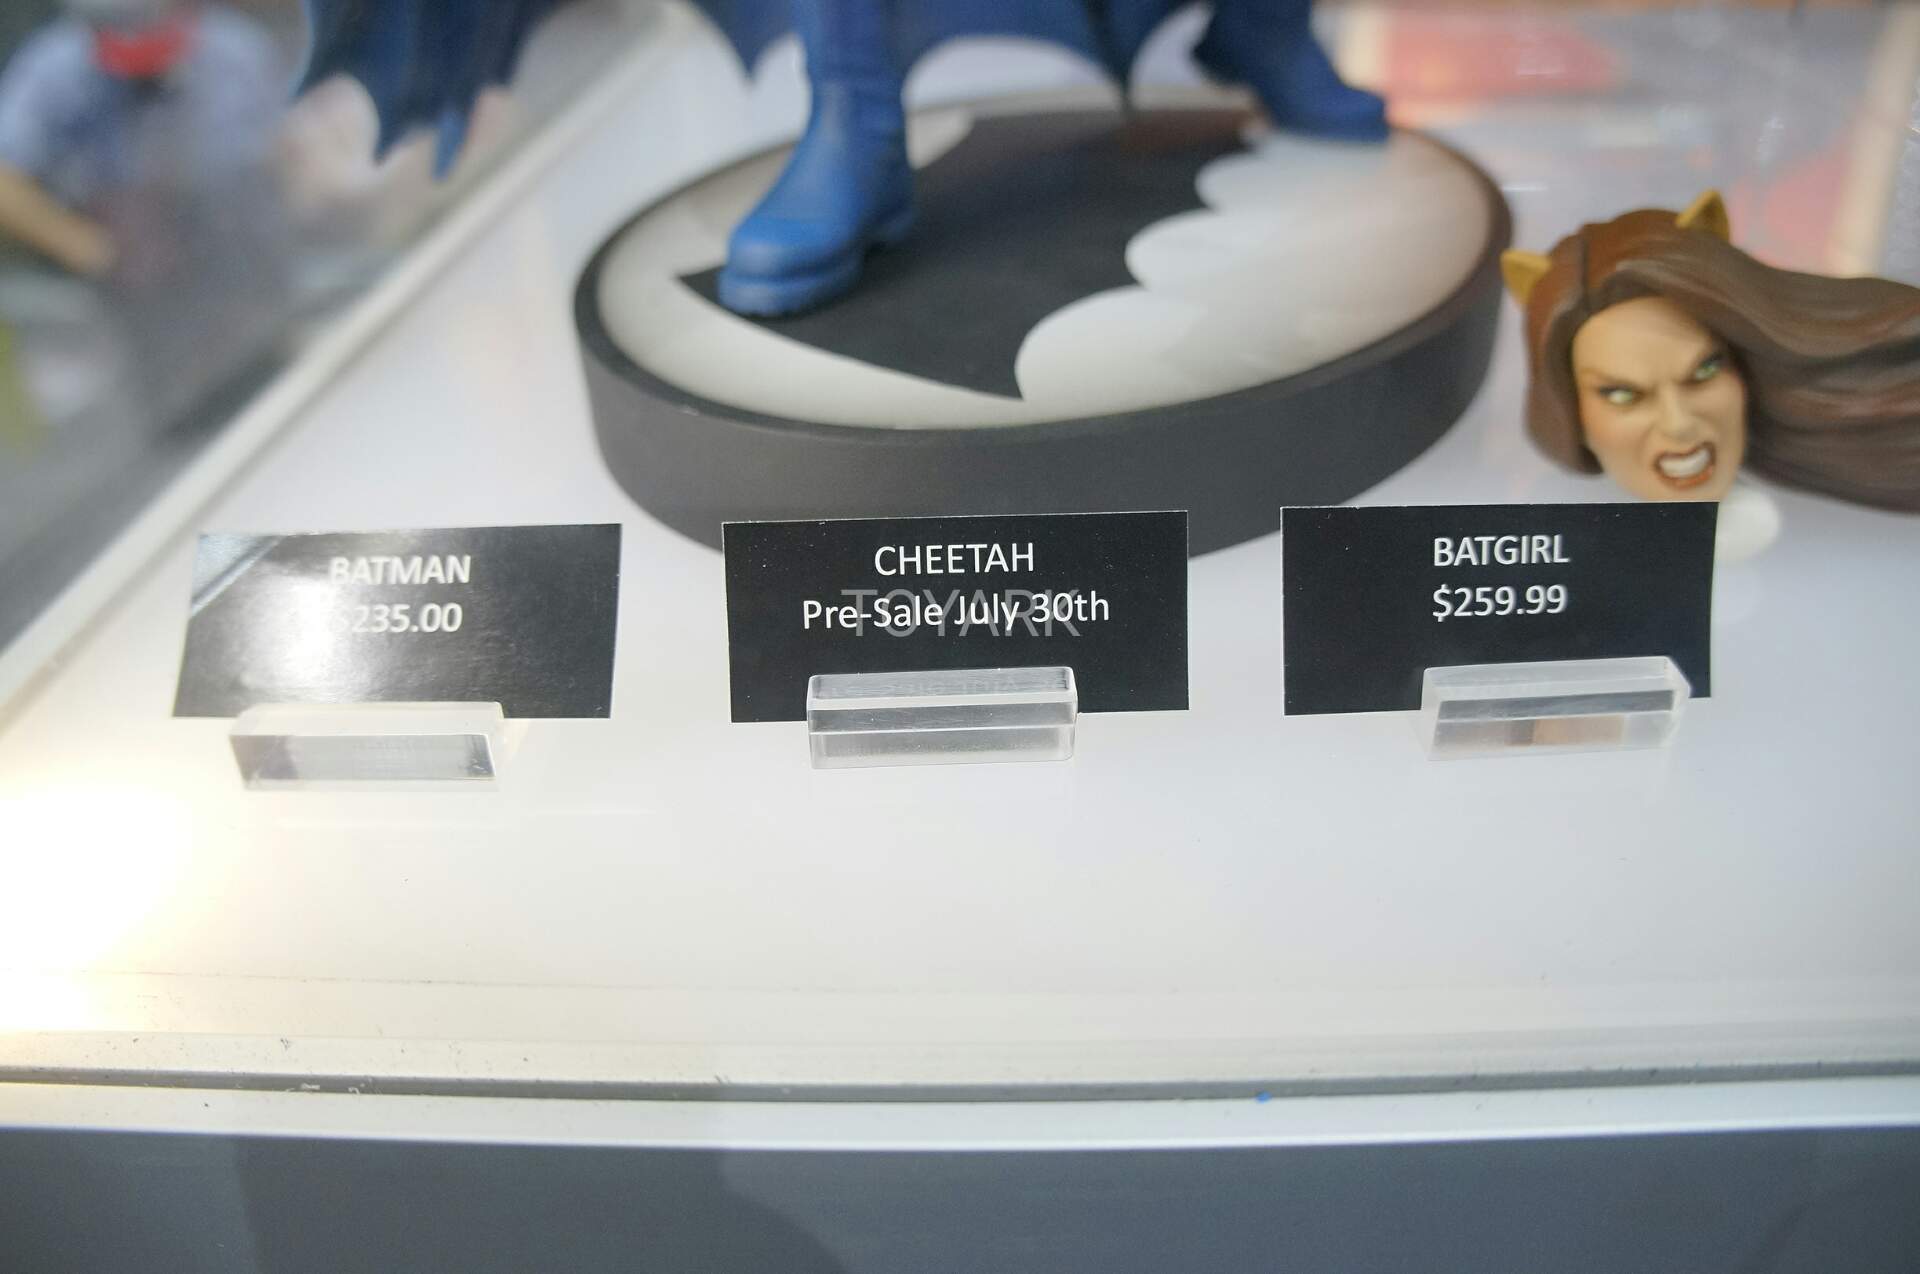 BATMAN
$235.00
CHEETAH
Pre-Sale July 30th
TOYARK
BATGIRL
$259.99